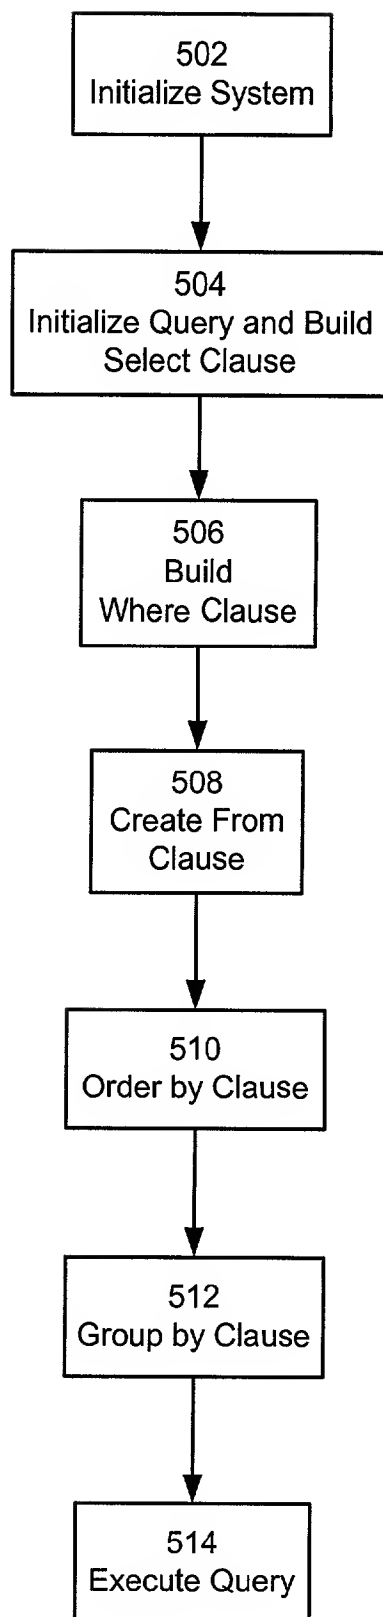 502
Initialize System
504
Initialize Query and Build
Select Clause
506
Build
Where Clause
508
Create From
Clause
510
Order by Clause
512
Group by Clause
514
Execute Query